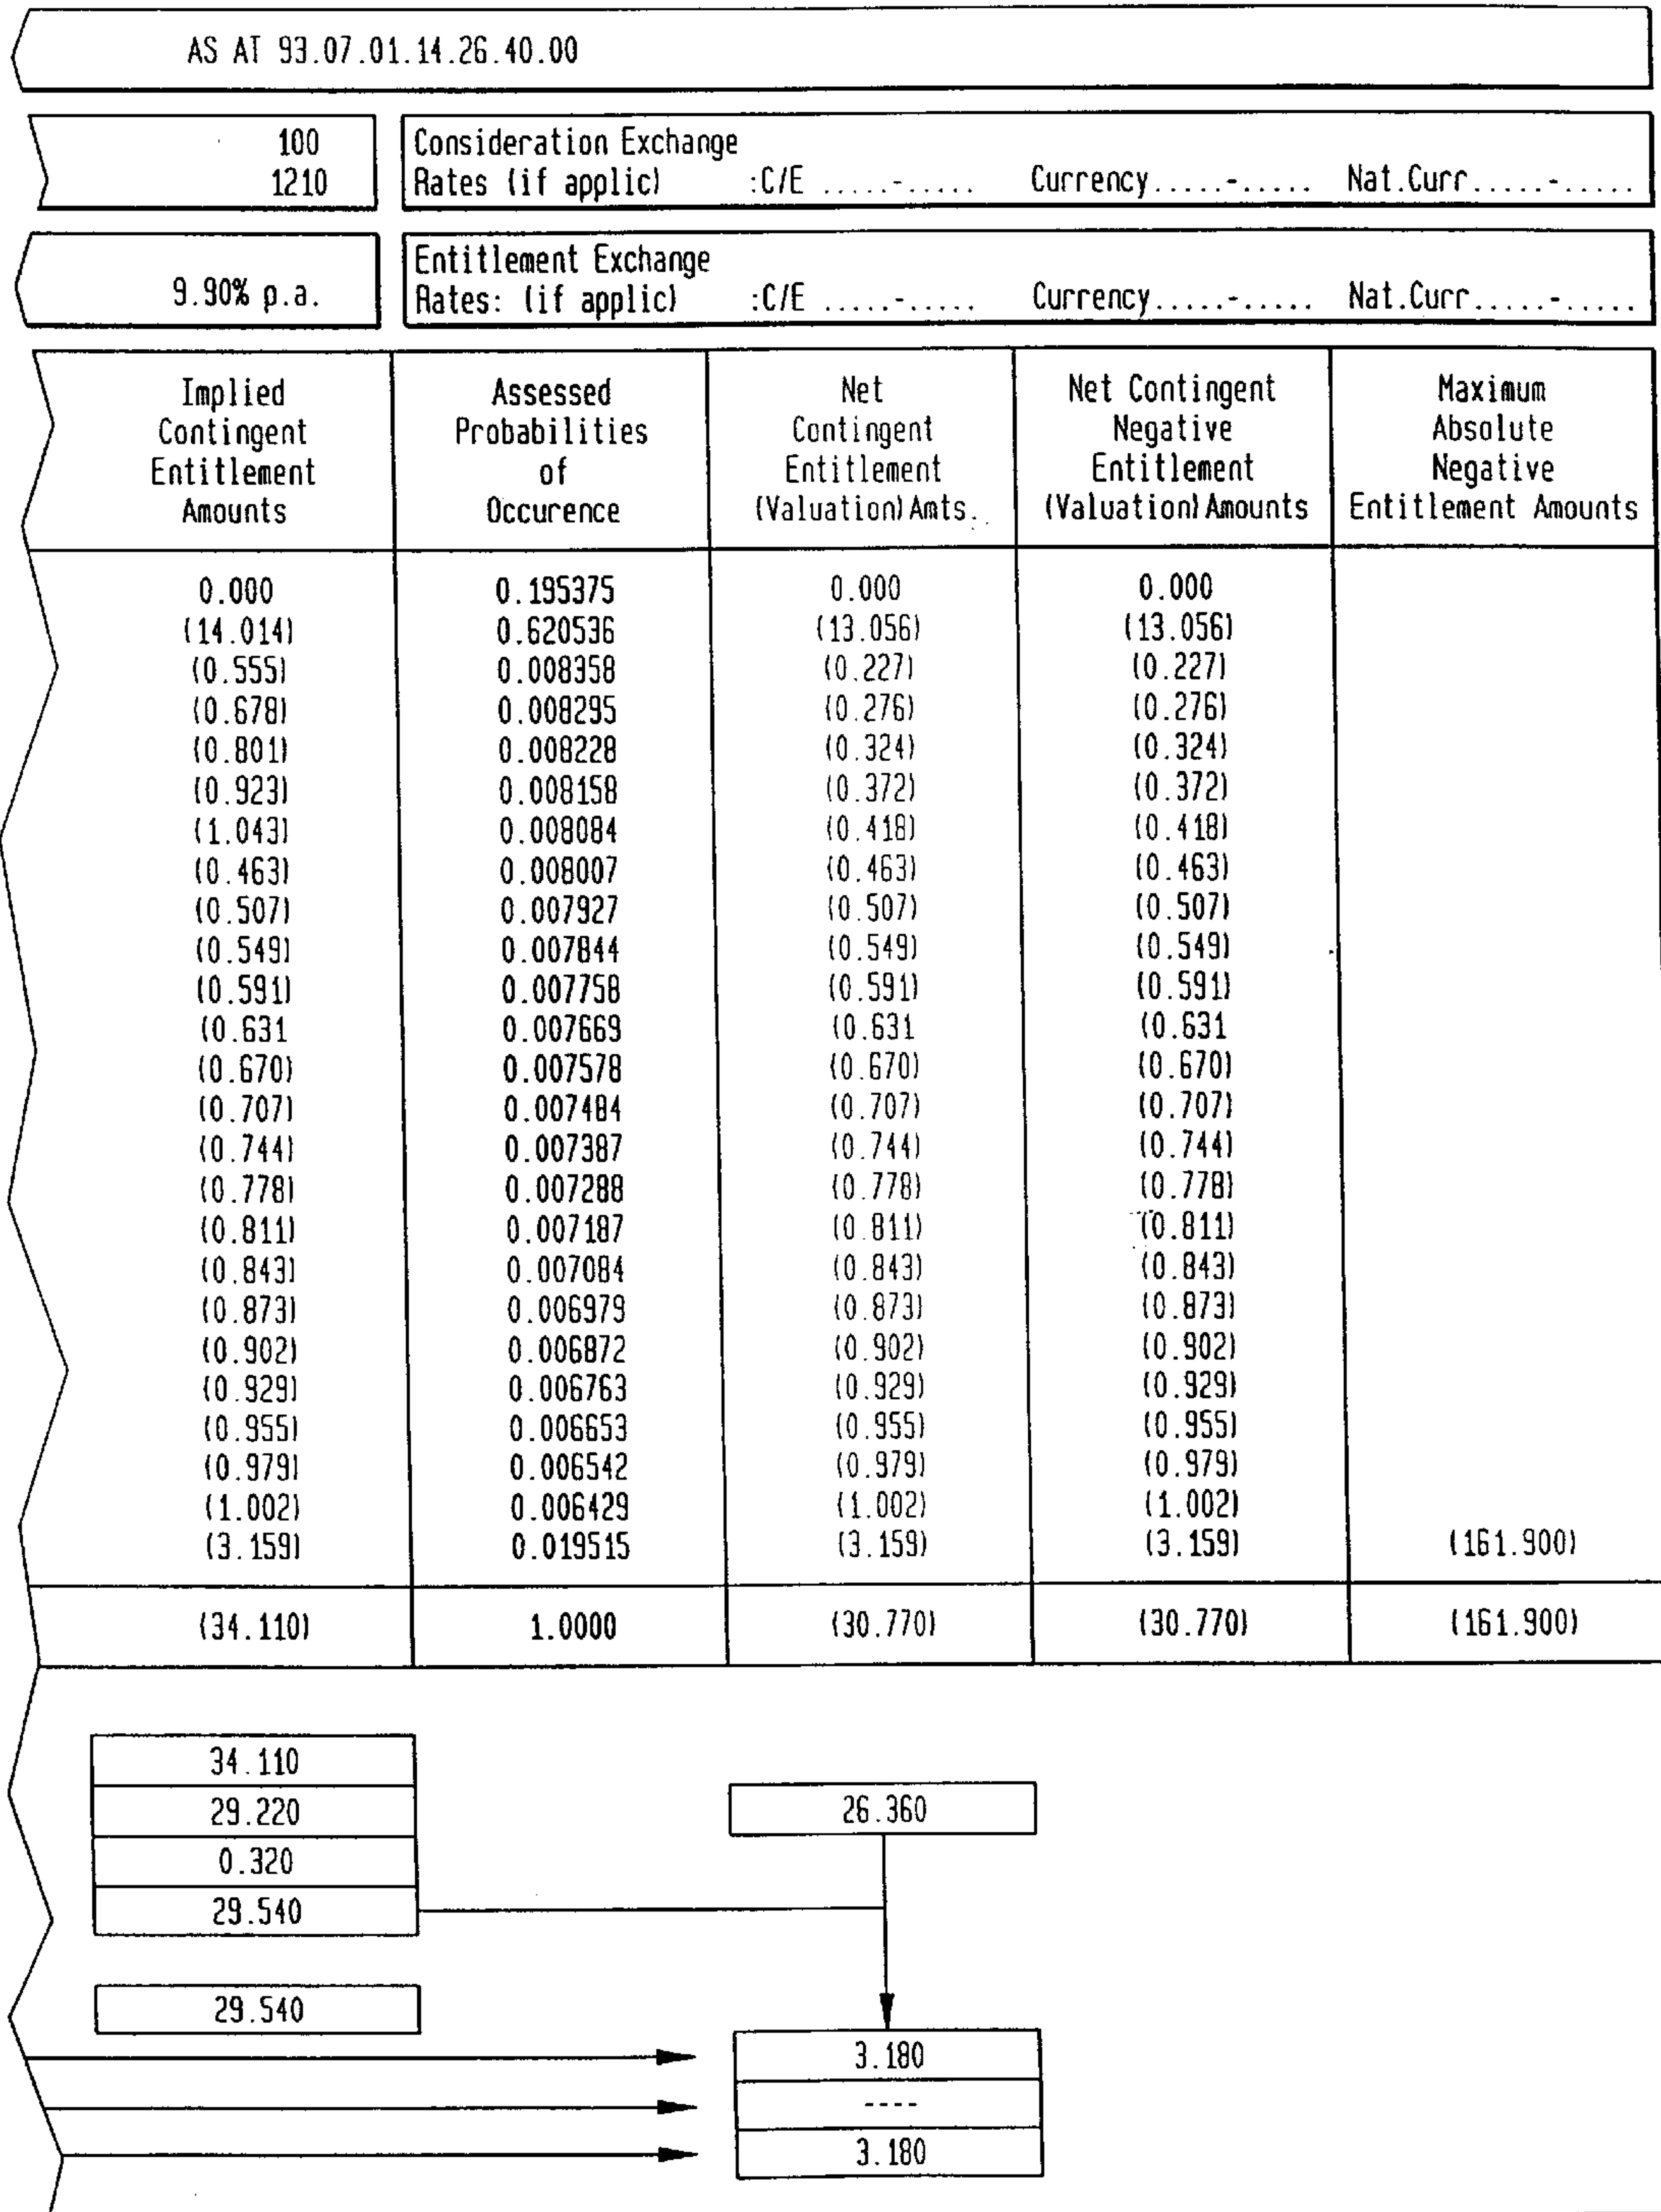 AS AT 93.07.01.14.26.40.00
100
1210
Consideration Exchange
Rates (if applic) :C/E .....-..... Currency.....-..... Nat.Curr.....-.....
9.90% p.a.
Entitlement Exchange
Rates: (if applic) :C/E .....-..... Currency.....-..... Nat.Curr.....-.....
Implied
Contingent
Entitlement
Amounts
Assessed
Probabilities
of
Occurence
Net
Contingent
Entitlement
(Valuation) Amts.
Net Contingent
Negative
Entitlement
(Valuation) Amounts
Maximum
Absolute
Negative
Entitlement Amounts
0.000 0.195375 0.000 0.000
(14.014) 0.620536 (13.056) (13.056)
(0.555) 0.008358 (0.227) (0.227)
(0.678) 0.008295 (0.276) (0.276)
(0.801) 0.008228 (0.324) (0.324)
(0.923) 0.008158 (0.372) (0.372)
(1.043) 0.008084 (0.418) (0.418)
(0.463) 0.008007 (0.463) (0.463)
(0.507) 0.007927 (0.507) (0.507)
(0.549) 0.007844 (0.549) (0.549)
(0.591) 0.007758 (0.591) (0.591)
(0.631 0.007669 (0.631 (0.631
(0.670) 0.007578 (0.670) (0.670)
(0.707) 0.007484 (0.707) (0.707)
(0.744) 0.007387 (0.744) (0.744)
(0.778) 0.007288 (0.778) (0.778)
(0.811) 0.007187 (0.811) (0.811)
(0.843) 0.007084 (0.843) (0.843)
(0.873) 0.006979 (0.873) (0.873)
(0.902) 0.006872 (0.902) (0.902)
(0.929) 0.006763 (0.929) (0.929)
(0.955) 0.006653 (0.955) (0.955)
(0.979) 0.006542 (0.979) (0.979)
(1.002) 0.006429 (1.002) (1.002)
(3.159) 0.019515 (3.159) (3.159) (161.900)
(34.110) 1.0000 (30.770) (30.770) (161.900)
34.110
29.220 26.360
0.320
29.540
29.540
3.180
----
3.180